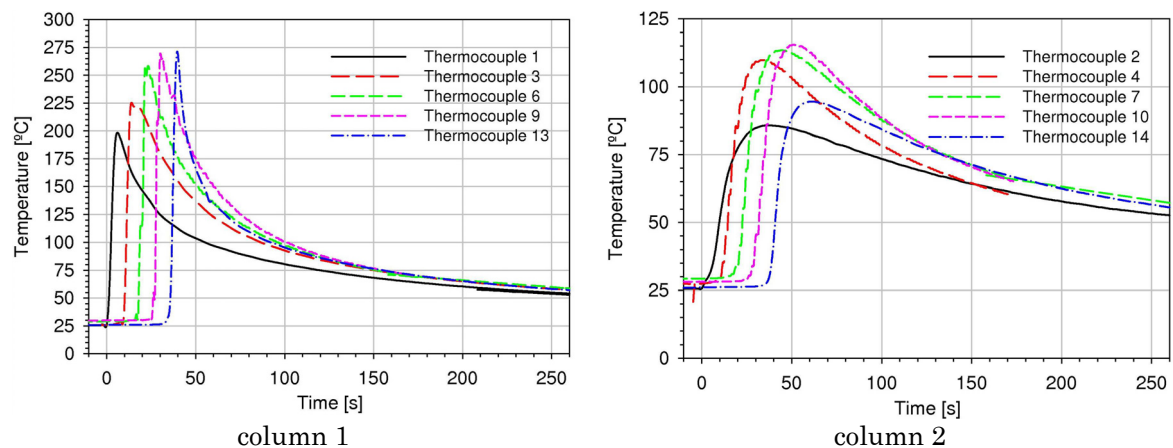 300
275
250
225
200
175
150
125
100
75
50
25
0
Temperature [ºC]
0 50 100 150 200 250
Time [s]
Thermocouple 1
Thermocouple 3
Thermocouple 6
Thermocouple 9
Thermocouple 13
column 1
125
100
75
50
25
0
Temperature [ºC]
0 50 100 150 200 250
Time [s]
Thermocouple 2
Thermocouple 4
Thermocouple 7
Thermocouple 10
Thermocouple 14
column 2